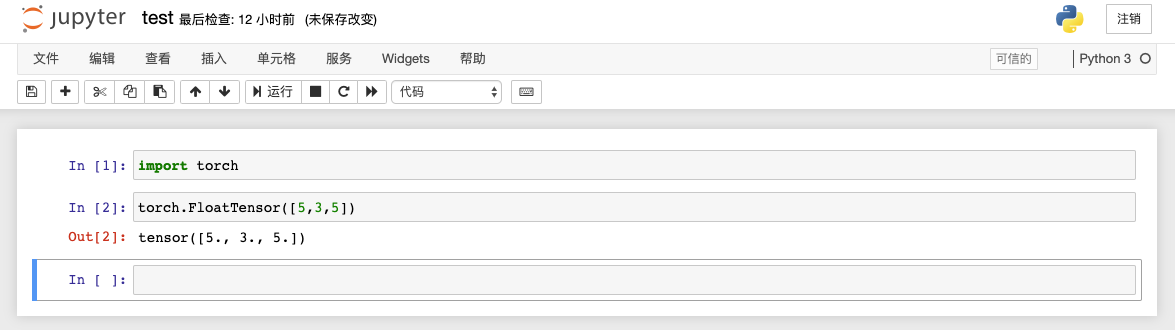 jupyter test 最后检查: 12 小时前 (未保存改变) 注销
文件 编辑 查看 插入 单元格 服务 Widgets 帮助 可信的 Python 3
运行 代码
In [1]: import torch
In [2]: torch.FloatTensor([5,3,5])
Out[2]: tensor([5., 3., 5.])
In [ ]: